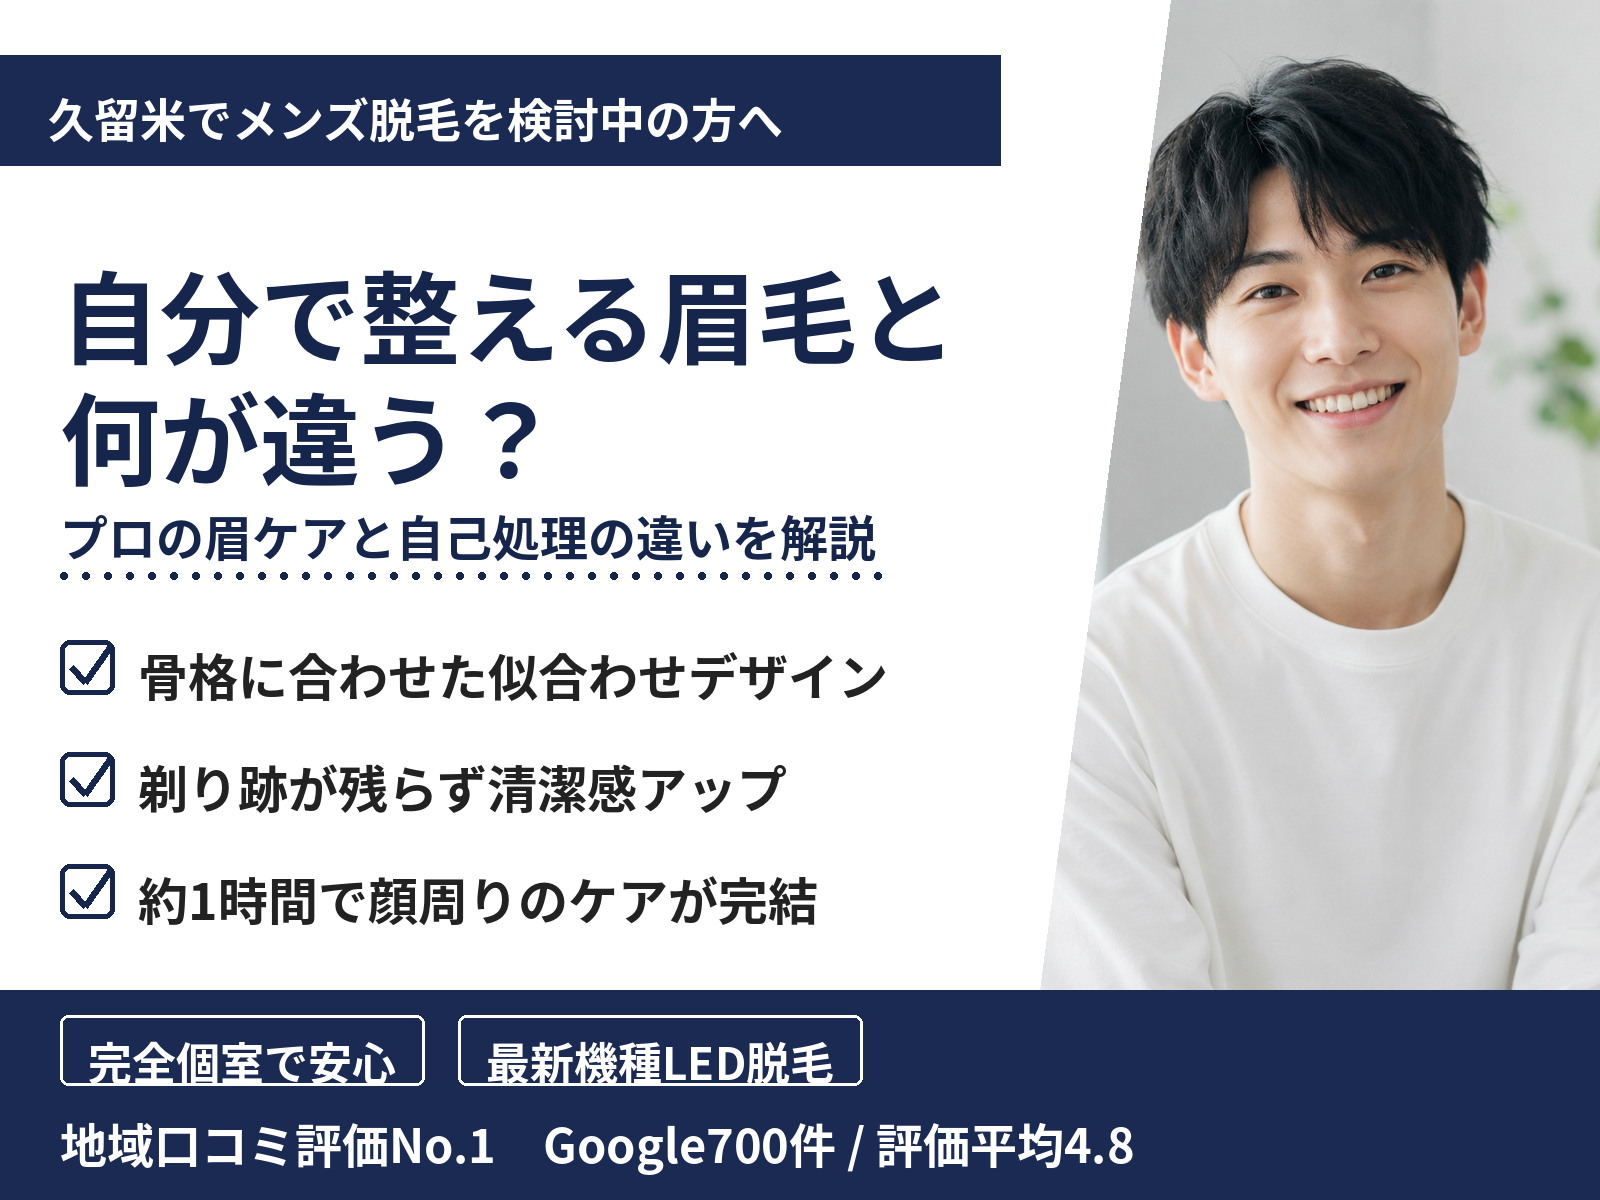 久留米でメンズ脱毛を検討中の方へ
自分で整える眉毛と
何が違う？
プロの眉ケアと自己処理の違いを解説
骨格に合わせた似合わせデザイン
剃り跡が残らず清潔感アップ
約1時間で顔周りのケアが完結
完全個室で安心
最新機種LED脱毛
地域口コミ評価No.1　Google700件 / 評価平均4.8